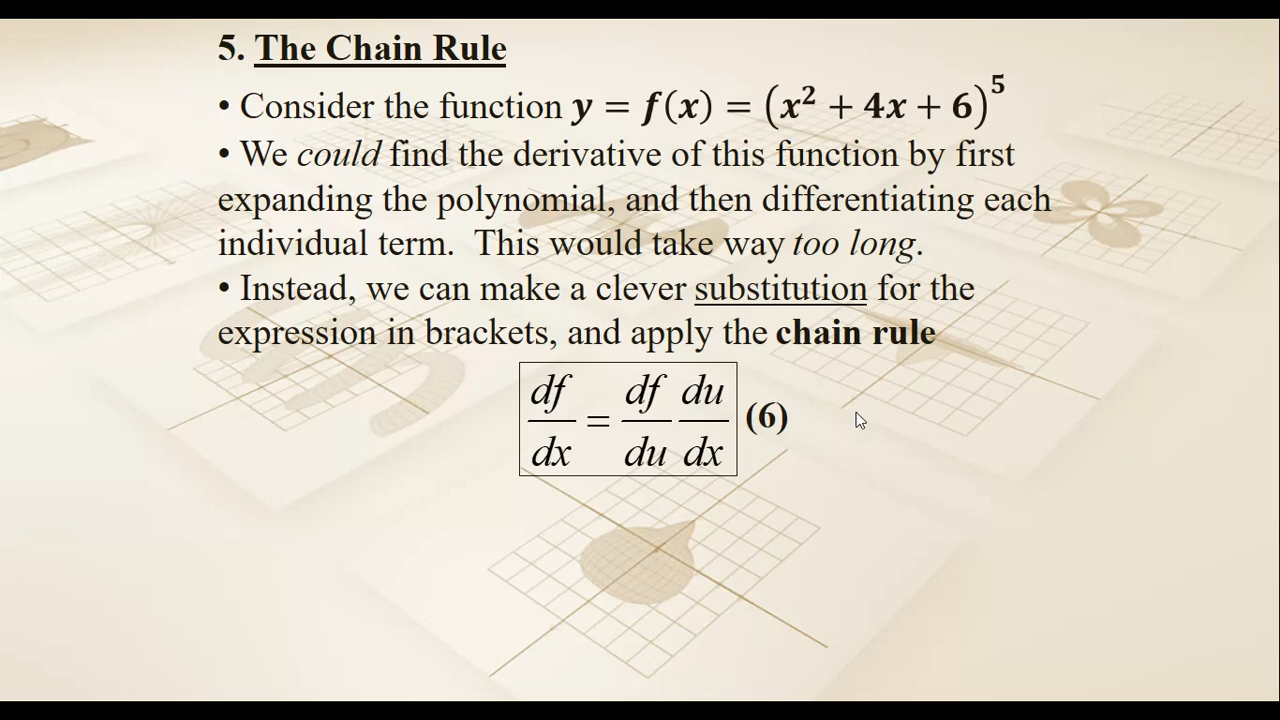 5. The Chain Rule
• Consider the function y = f(x) = (x² + 4x + 6)⁵
• We could find the derivative of this function by first
expanding the polynomial, and then differentiating each
individual term. This would take way too long.
• Instead, we can make a clever substitution for the
expression in brackets, and apply the chain rule
df/dx = df/du du/dx (6)